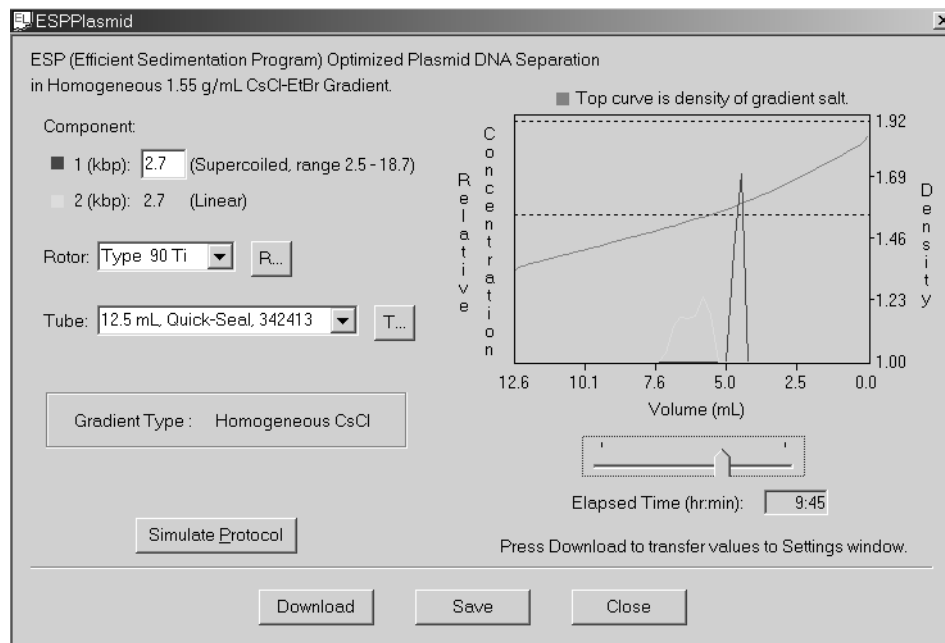 EL ESPPlasmid
ESP (Efficient Sedimentation Program) Optimized Plasmid DNA Separation
in Homogeneous 1.55 g/mL CsCl-EtBr Gradient.
Component:
1 (kbp): 2.7 (Supercoiled, range 2.5 - 18.7)
2 (kbp): 2.7 (Linear)
Rotor: Type 90 Ti R...
Tube: 12.5 mL, Quick-Seal, 342413 T...
Gradient Type : Homogeneous CsCl
Simulate Protocol
Top curve is density of gradient salt.
Relative
Concentration
1.92
1.69
1.46
1.23
1.00
Density
12.6 10.1 7.6 5.0 2.5 0.0
Volume (mL)
Elapsed Time (hr:min): 9:45
Press Download to transfer values to Settings window.
Download Save Close